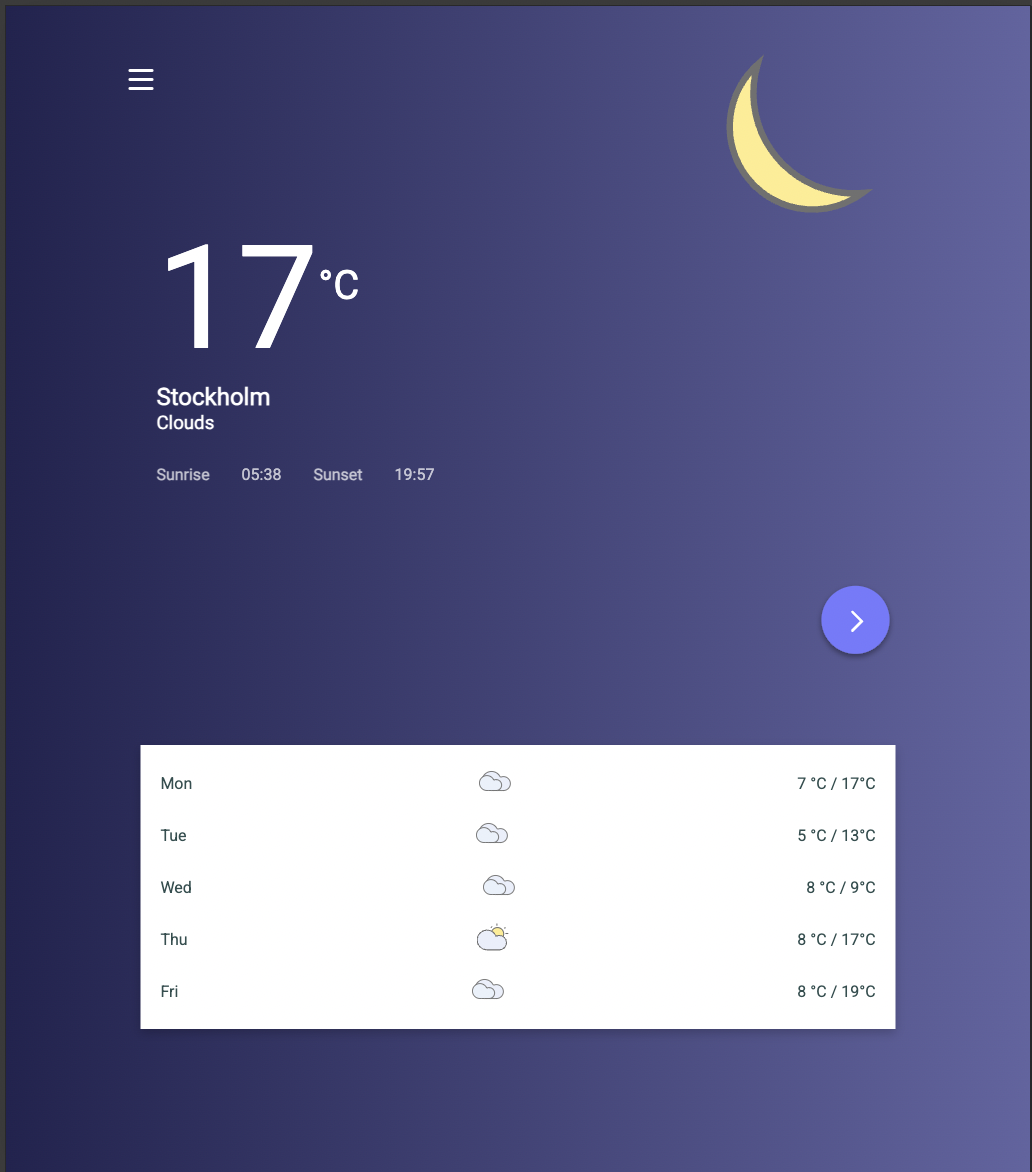 17°C
Stockholm
Clouds
Sunrise 05:38 Sunset 19:57
Mon 7 °C / 17°C
Tue 5 °C / 13°C
Wed 8 °C / 9°C
Thu 8 °C / 17°C
Fri 8 °C / 19°C